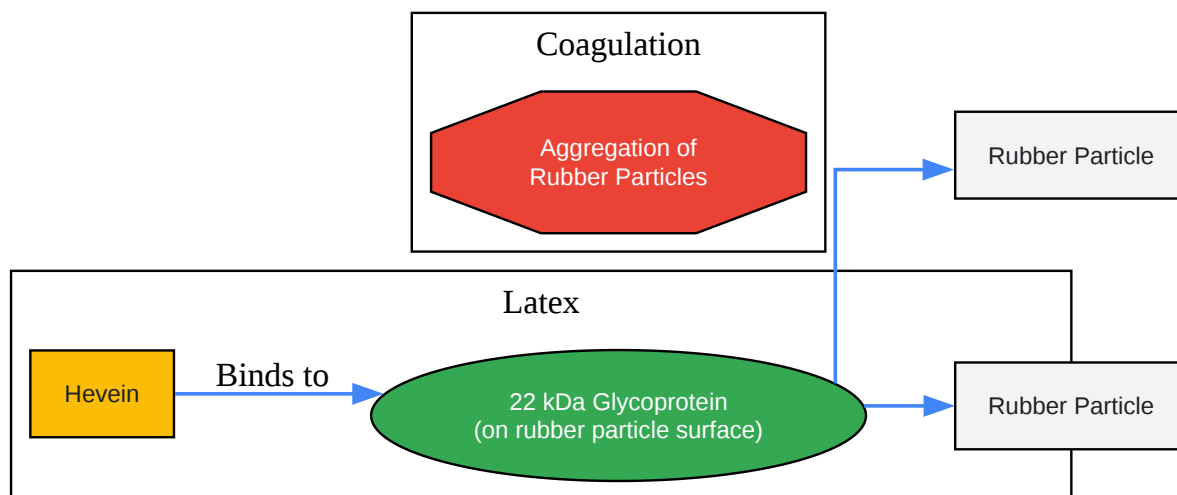 Coagulation
Aggregation of
Rubber Particles
Rubber Particle
Latex
Hevein
Binds to
22 kDa Glycoprotein
(on rubber particle surface)
Rubber Particle